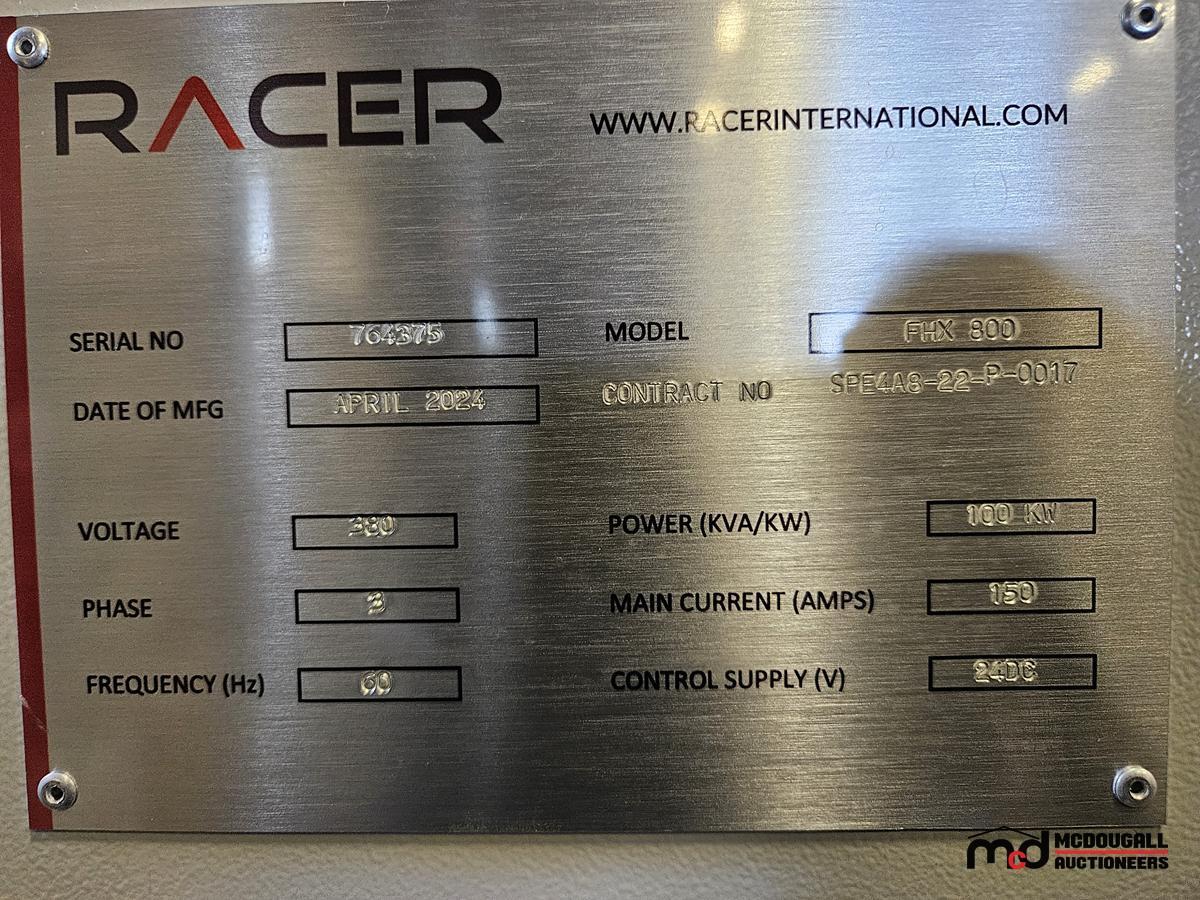 RACER
WWW.RACERINTERNATIONAL.COM
SERIAL NO 764375 MODEL FHX 800
DATE OF MFG APRIL 2024 CONTRACT NO SPE4A8-22-P-0017
VOLTAGE 380 POWER (KVA/KW) 100 KW
PHASE 3 MAIN CURRENT (AMPS) 150
FREQUENCY (Hz) 60 CONTROL SUPPLY (V) 24DC
mcd MCDOUGALL
AUCTIONEERS